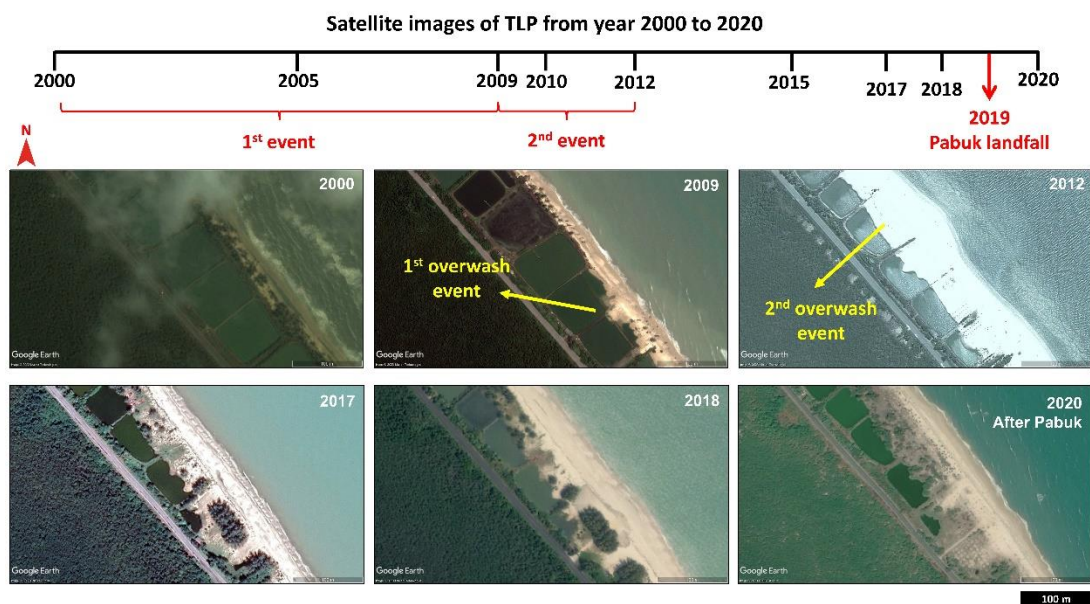 Satellite images of TLP from year 2000 to 2020
2000 2005 2009 2010 2012 2015 2017 2018 2020
1st event 2nd event 2019
Pabuk landfall
N
2000 2009 2012
1st overwash
event
2nd overwash
event
Google Earth Google Earth Google Earth
2017 2018 2020
After Pabuk
Google Earth Google Earth Google Earth
100 m